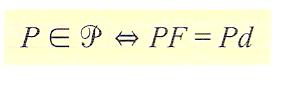 P ∈ 𝒫 ⇔ PF = Pd